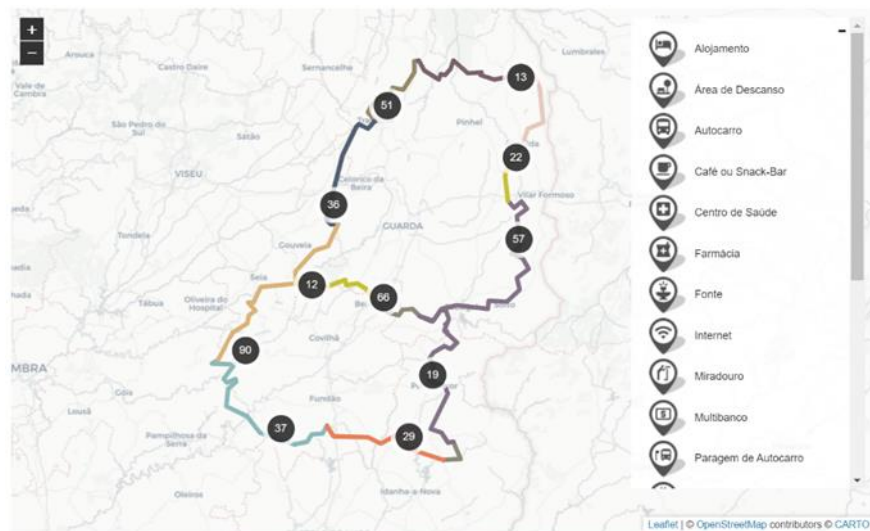 +
−
Arouca
Castro Daire
Sernancelhe
Lumbrales
Vale de
Cambra
São Pedro do
Sul
Satão
Pinhel
VISEU
Celorico da
Beira
Vilar Formoso
GUARDA
Tondela
Gouveia
Seia
Tábua
Oliveira do
Hospital
Covilhã
MBRA
Góia
Lousã
Fundão
Pampilhosa da
Serra
Oleiros
Idanha-a-Nova
13
51
22
36
57
12
66
90
19
37
29
-
Alojamento
Área de Descanso
Autocarro
Café ou Snack-Bar
Centro de Saúde
Farmácia
Fonte
Internet
Miradouro
Multibanco
Paragem de Autocarro
Leaflet | © OpenStreetMap contributors © CARTO